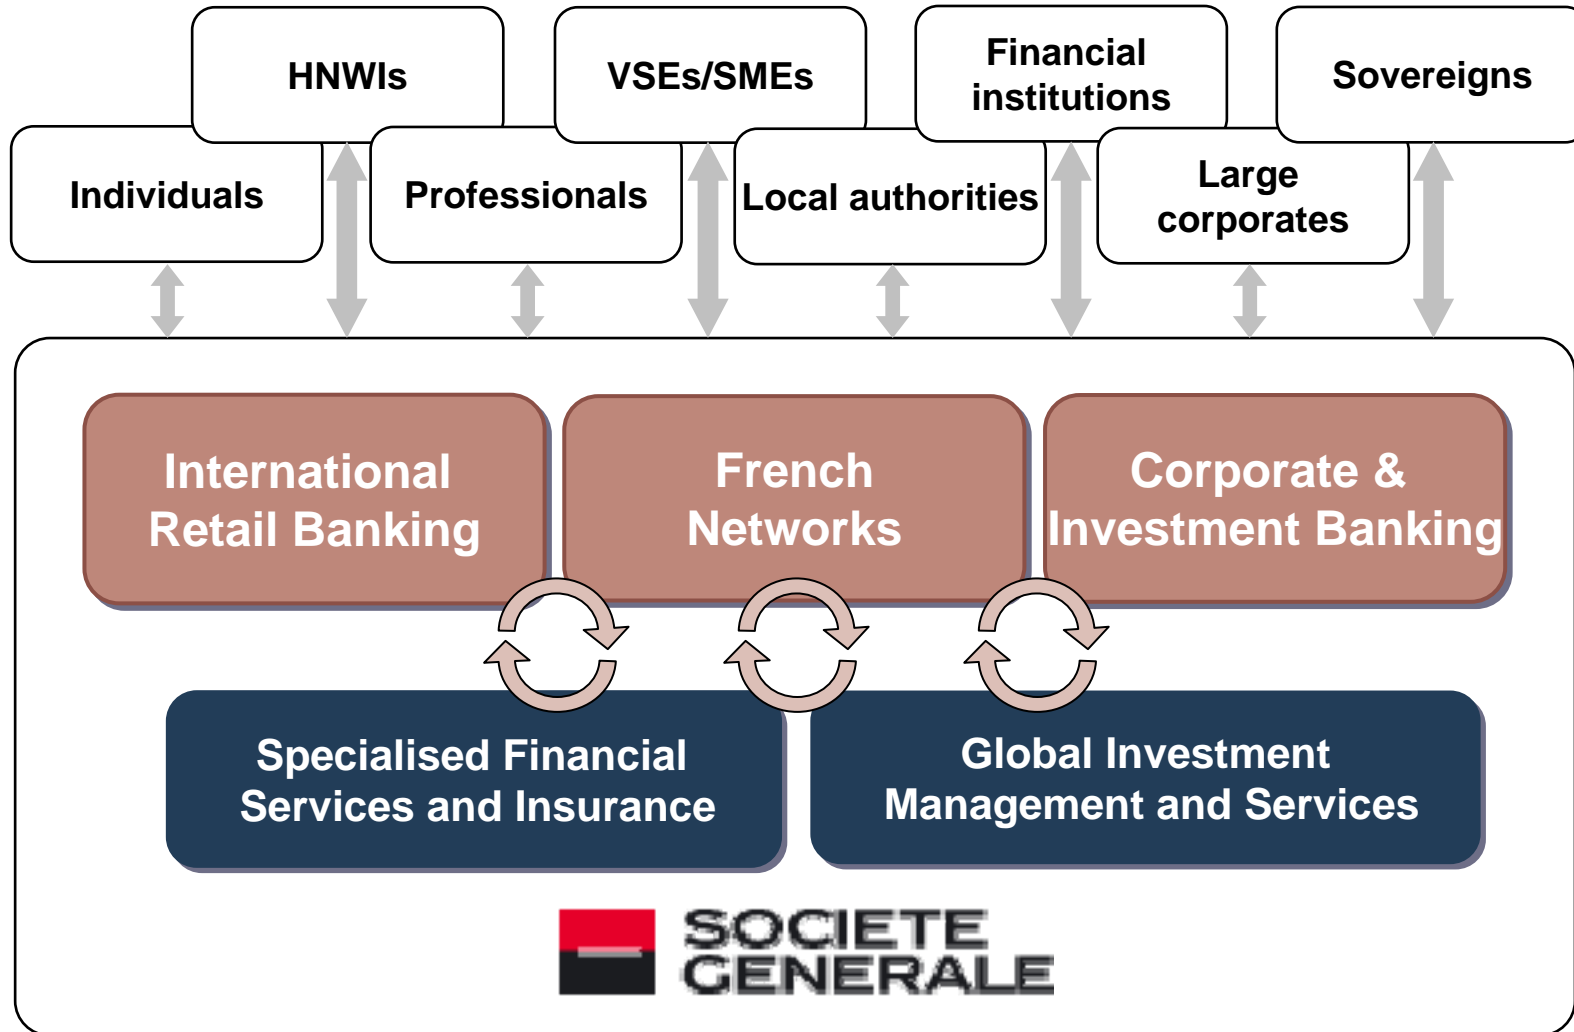 HNWIs
VSEs/SMEs
Financial
institutions
Sovereigns
Individuals
Professionals
Local authorities
Large
corporates
International
Retail Banking
French
Networks
Corporate &
Investment Banking
Specialised Financial
Services and Insurance
Global Investment
Management and Services
SOCIETE
GENERALE